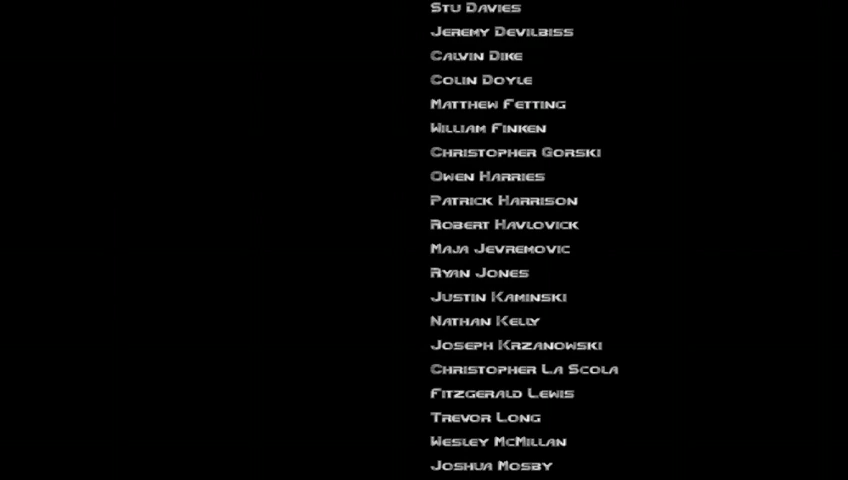 Stu Davies
Jeremy Devilbiss
Calvin Dike
Colin Doyle
Matthew Fetting
William Finken
Christopher Gorski
Owen Harries
Patrick Harrison
Robert Havlovick
Maja Jevremovic
Ryan Jones
Justin Kaminski
Nathan Kelly
Joseph Krzanowski
Christopher La Scola
Fitzgerald Lewis
Trevor Long
Wesley McMillan
Joshua Mosby